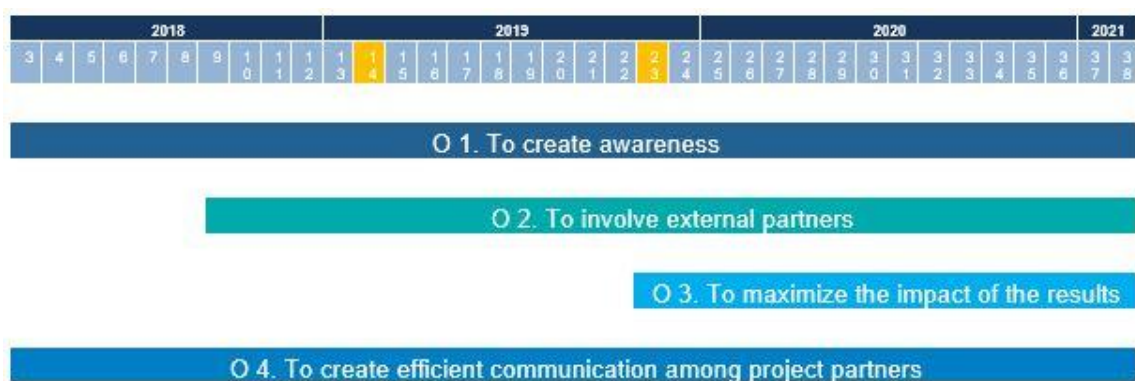 2018 2019 2020 2021
3 4 5 6 7 8 9 10 11 12 13 14 15 16 17 18 19 20 21 22 23 24 25 26 27 28 29 30 31 32 33 34 35 36 37 38
O 1. To create awareness
O 2. To involve external partners
O 3. To maximize the impact of the results
O 4. To create efficient communication among project partners